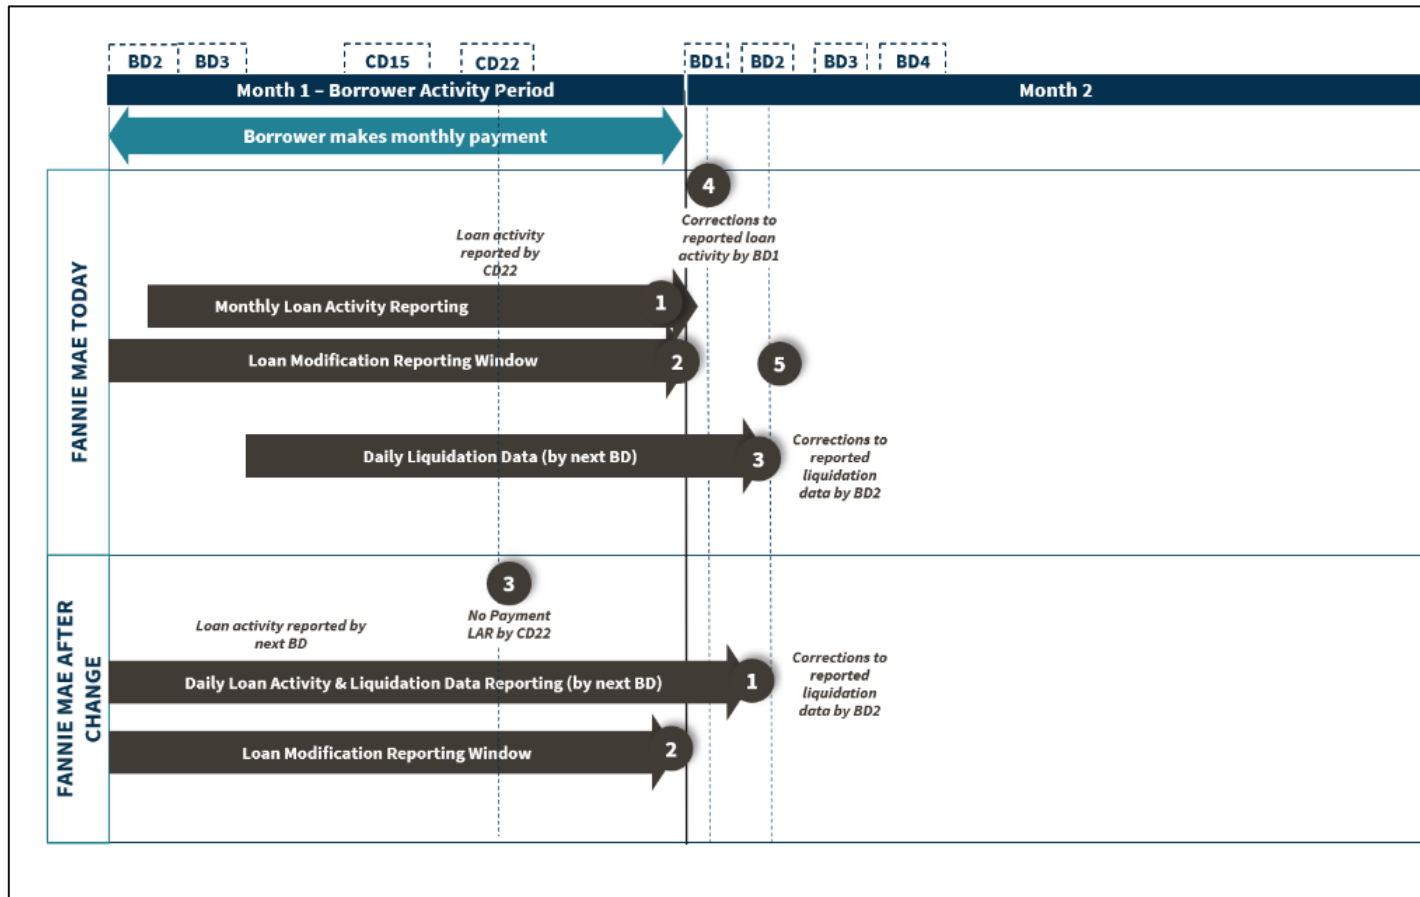 BD2 BD3 CD15 CD22 BD1 BD2 BD3 BD4
Month 1 – Borrower Activity Period Month 2
Borrower makes monthly payment
FANNIE MAE TODAY
4
Corrections to
reported loan
activity by BD1
Loan activity
reported by
CD22
Monthly Loan Activity Reporting 1
Loan Modification Reporting Window 2
5
Daily Liquidation Data (by next BD) 3
Corrections to
reported
liquidation
data by BD2
FANNIE MAE AFTER
CHANGE
3
No Payment
LAR by CD22
Loan activity reported by
next BD
Daily Loan Activity & Liquidation Data Reporting (by next BD) 1
Corrections to
reported
liquidation
data by BD2
Loan Modification Reporting Window 2